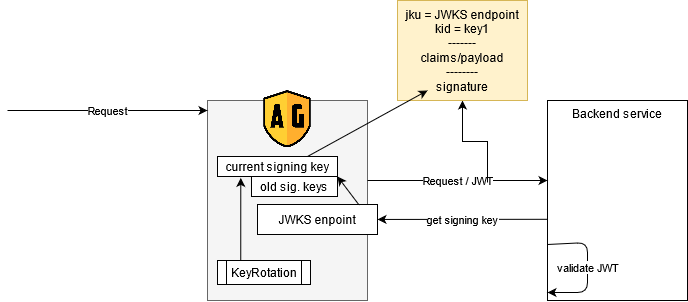 jku = JWKS endpoint
kid = key1
-------
claims/payload
--------
signature
Request
AG
Backend service
current signing key
old sig. keys
Request / JWT
JWKS enpoint
get signing key
KeyRotation
validate JWT